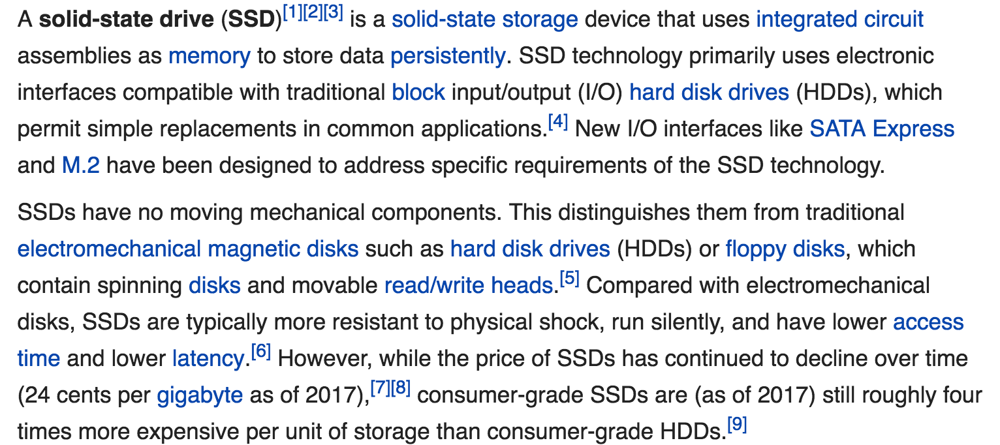 A solid-state drive (SSD)[1][2][3] is a solid-state storage device that uses integrated circuit
assemblies as memory to store data persistently. SSD technology primarily uses electronic
interfaces compatible with traditional block input/output (I/O) hard disk drives (HDDs), which
permit simple replacements in common applications.[4] New I/O interfaces like SATA Express
and M.2 have been designed to address specific requirements of the SSD technology.
SSDs have no moving mechanical components. This distinguishes them from traditional
electromechanical magnetic disks such as hard disk drives (HDDs) or floppy disks, which
contain spinning disks and movable read/write heads.[5] Compared with electromechanical
disks, SSDs are typically more resistant to physical shock, run silently, and have lower access
time and lower latency.[6] However, while the price of SSDs has continued to decline over time
(24 cents per gigabyte as of 2017),[7][8] consumer-grade SSDs are (as of 2017) still roughly four
times more expensive per unit of storage than consumer-grade HDDs.[9]